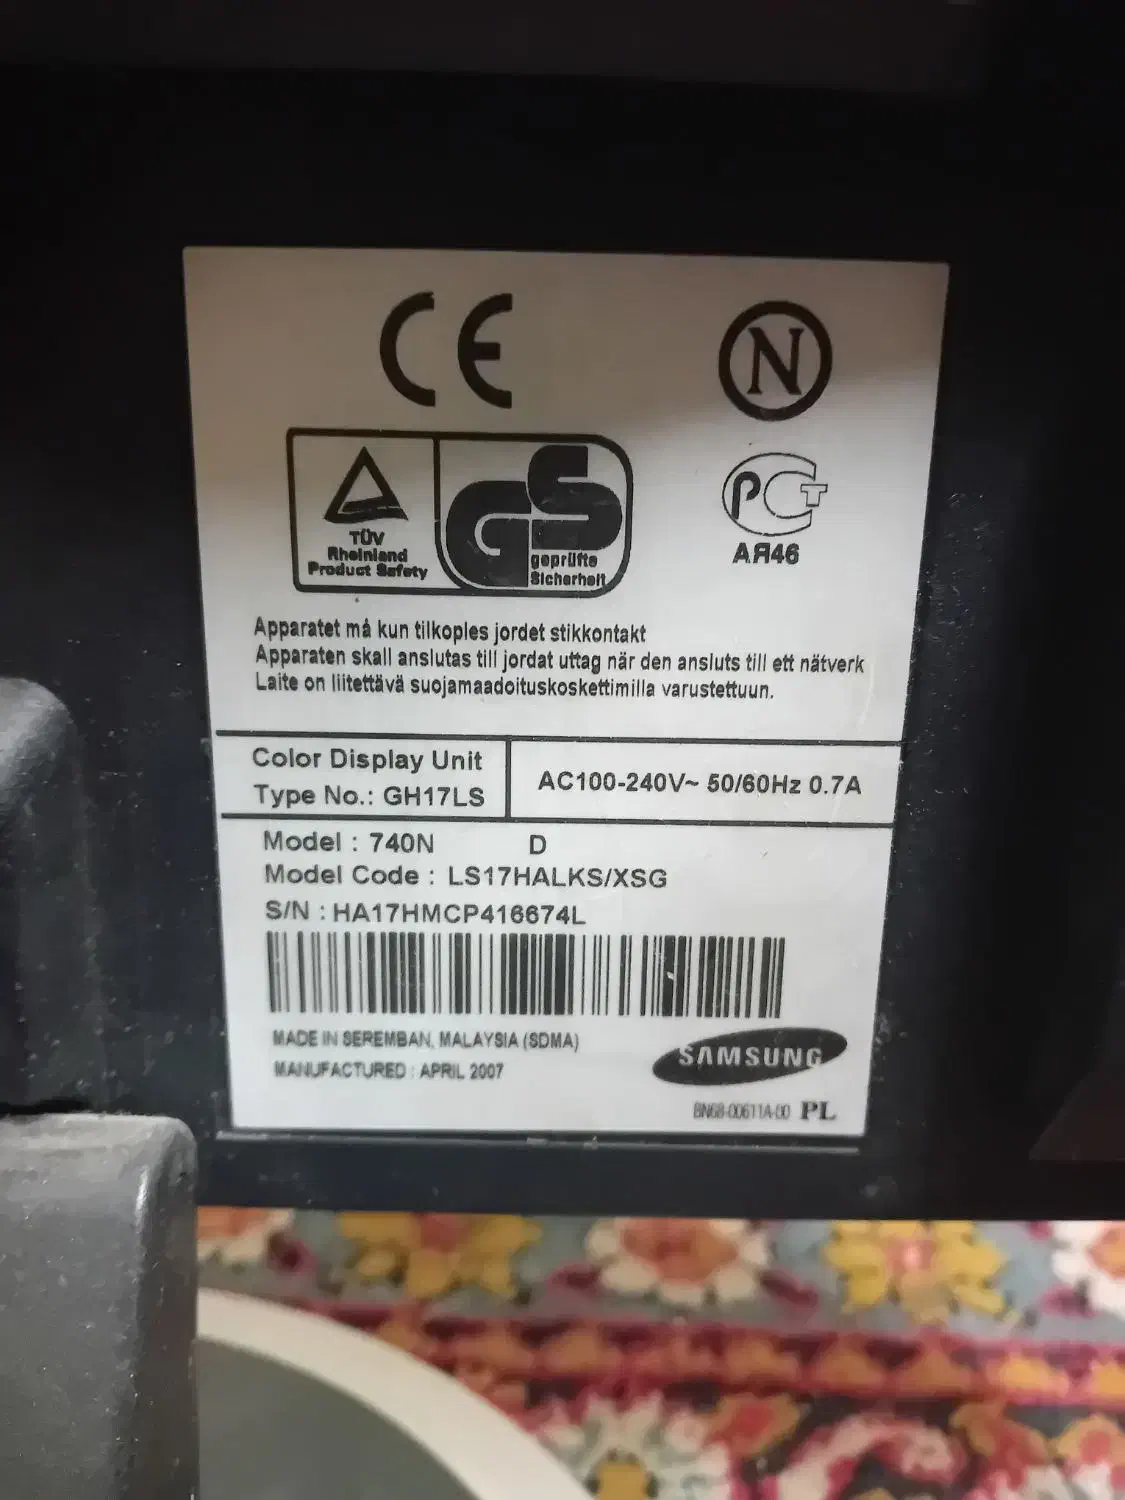 CE
N
TÜV
Rheinland
Product Safety
GS
geprüfte
Sicherheit
PCT
АЯ46
Apparatet må kun tilkoples jordet stikkontakt
Apparaten skall anslutas till jordat uttag när den ansluts till ett nätverk
Laite on liitettävä suojamaadoituskoskettimilla varustettuun.
Color Display Unit
Type No.: GH17LS
AC100-240V~ 50/60Hz 0.7A
Model : 740N D
Model Code : LS17HALKS/XSG
S/N : HA17HMCP416674L
MADE IN SEREMBAN, MALAYSIA (SDMA)
MANUFACTURED : APRIL 2007
SAMSUNG
BN68-00611A-00 PL